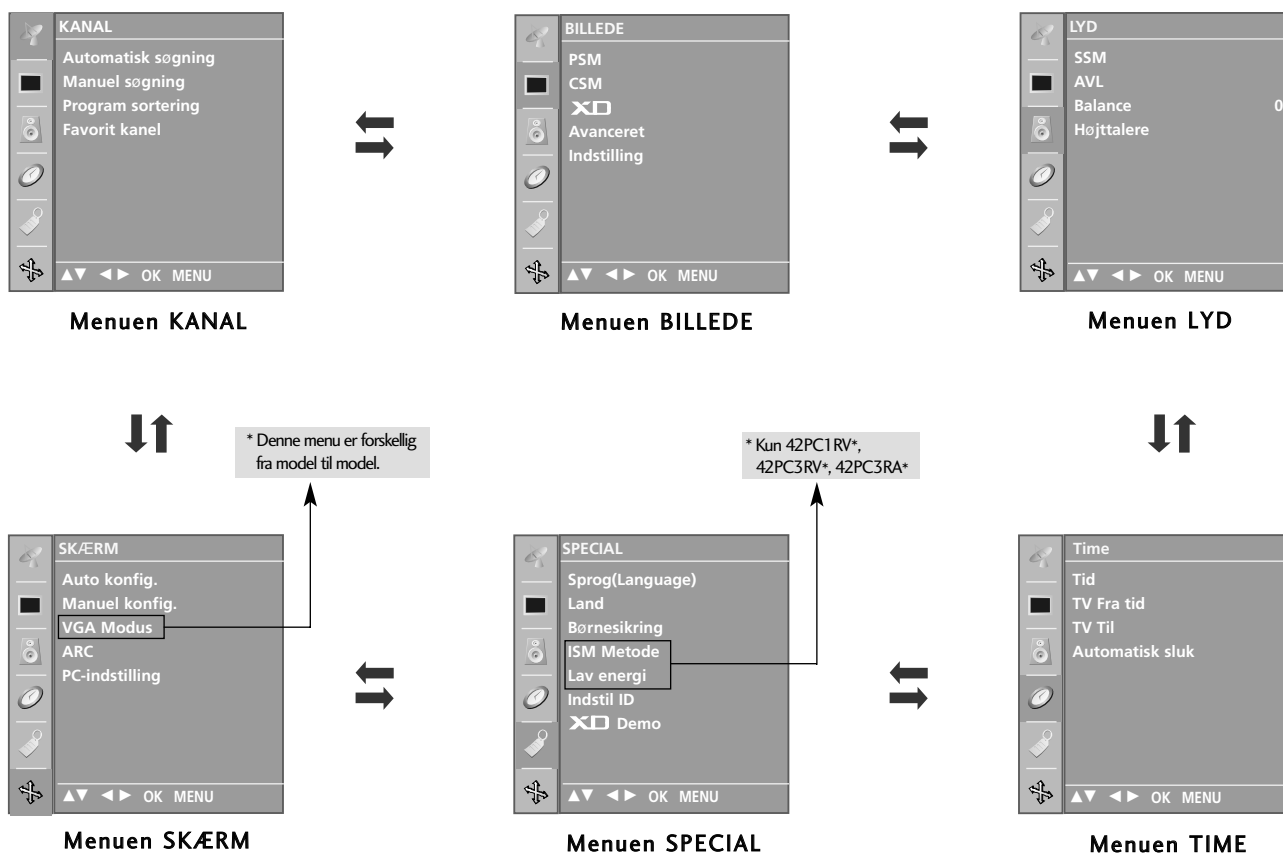 KANAL
Automatisk søgning
Manuel søgning
Program sortering
Favorit kanel
▲▼ ◄► OK MENU
Menuen KANAL
BILLEDE
PSM
CSM
XD
Avanceret
Indstilling
▲▼ ◄► OK MENU
Menuen BILLEDE
LYD
SSM
AVL
Balance 0
Højttalere
▲▼ ◄► OK MENU
Menuen LYD
* Denne menu er forskellig
fra model til model.
* Kun 42PC1RV*,
42PC3RV*, 42PC3RA*
SKÆRM
Auto konfig.
Manuel konfig.
VGA Modus
ARC
PC-indstilling
▲▼ ◄► OK MENU
Menuen SKÆRM
SPECIAL
Sprog(Language)
Land
Børnesikring
ISM Metode
Lav energi
Indstil ID
XD Demo
▲▼ ◄► OK MENU
Menuen SPECIAL
Time
Tid
TV Fra tid
TV Til
Automatisk sluk
▲▼ ◄► OK MENU
Menuen TIME